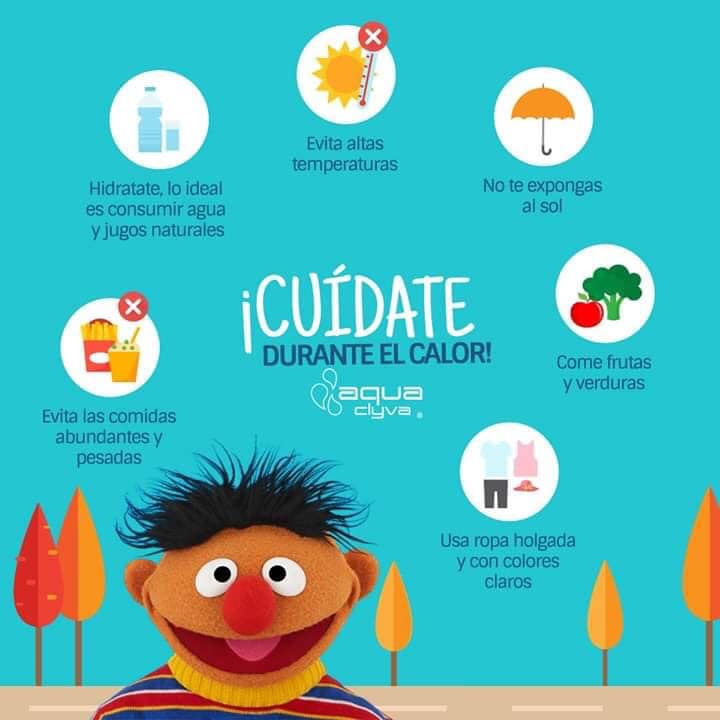 Evita altas
temperaturas
Hidratate, lo ideal
es consumir agua
y jugos naturales
No te expongas
al sol
¡CUÍDATE
DURANTE EL CALOR!
aqua
clyva ®
Come frutas
y verduras
Evita las comidas
abundantes y
pesadas
Usa ropa holgada
y con colores
claros